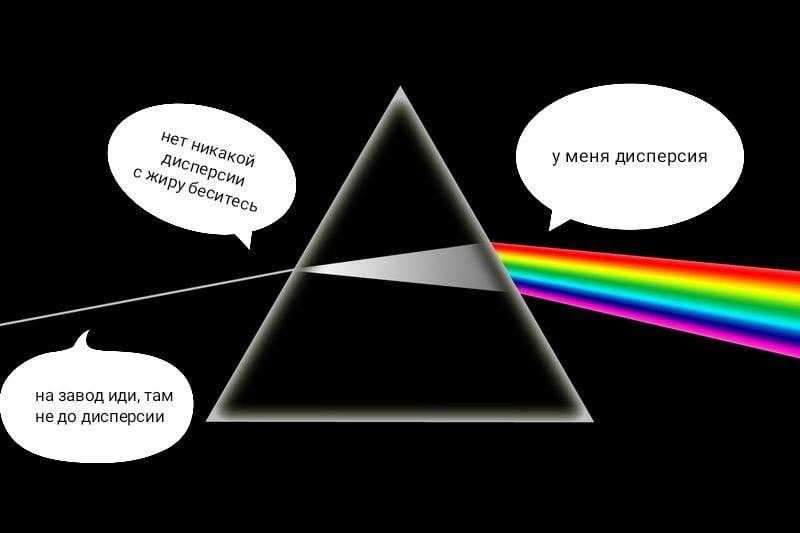 нет никакой
дисперсии
с жиру беситесь
у меня дисперсия
на завод иди, там
не до дисперсии